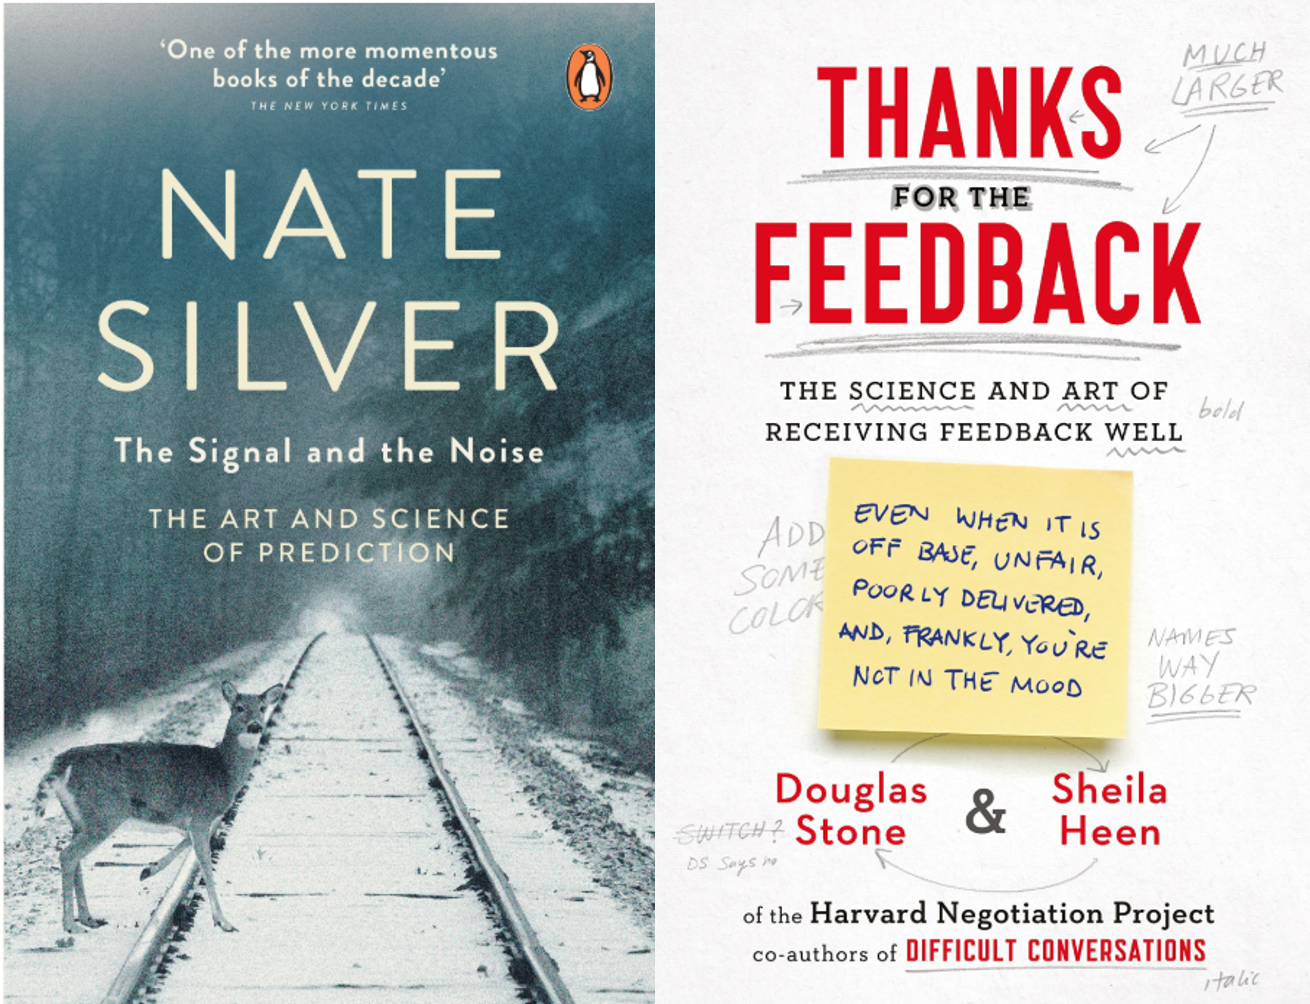 ‘One of the more momentous
books of the decade’
THE NEW YORK TIMES
NATE
SILVER
The Signal and the Noise
THE ART AND SCIENCE
OF PREDICTION
MUCH
LARGER
THANKS
FOR THE
FEEDBACK
THE SCIENCE AND ART OF
RECEIVING FEEDBACK WELL
bold
ADD
SOME
COLOR
EVEN WHEN IT IS
OFF BASE, UNFAIR,
POORLY DELIVERED,
AND, FRANKLY, YOU'RE
NOT IN THE MOOD
NAMES
WAY
BIGGER
Douglas
Stone
&
Sheila
Heen
SWITCH?
DS Says no
of the Harvard Negotiation Project
co-authors of DIFFICULT CONVERSATIONS
italic